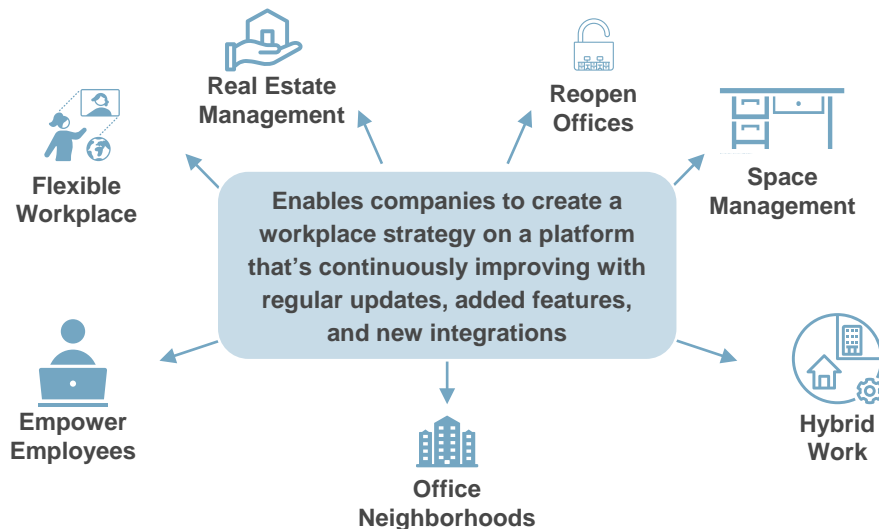 Real Estate
Management
Reopen
Offices
Flexible
Workplace
Space
Management
Enables companies to create a
workplace strategy on a platform
that’s continuously improving with
regular updates, added features,
and new integrations
Empower
Employees
Hybrid
Work
Office
Neighborhoods